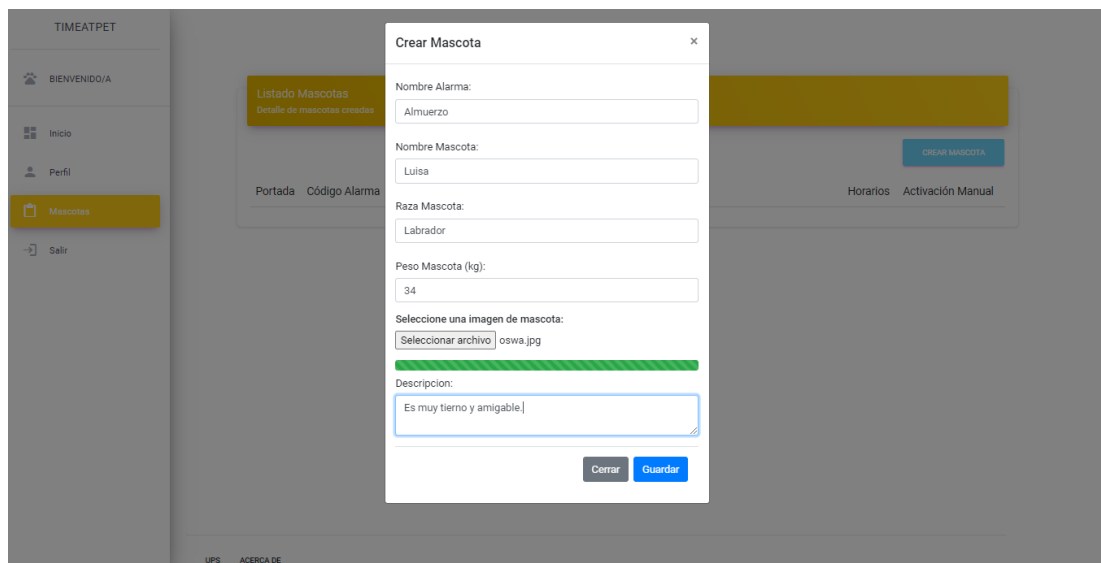 TIMEATPET
BIENVENIDO/A
Inicio
Perfil
Mascotas
Salir
Listado Mascotas
Detalle de mascotas creadas
CREAR MASCOTA
Portada Código Alarma Horarios Activación Manual
Crear Mascota ×
Nombre Alarma:
Almuerzo
Nombre Mascota:
Luisa
Raza Mascota:
Labrador
Peso Mascota (kg):
34
Seleccione una imagen de mascota:
Seleccionar archivo oswa.jpg
Descripcion:
Es muy tierno y amigable.
Cerrar Guardar
UPS ACERCA DE